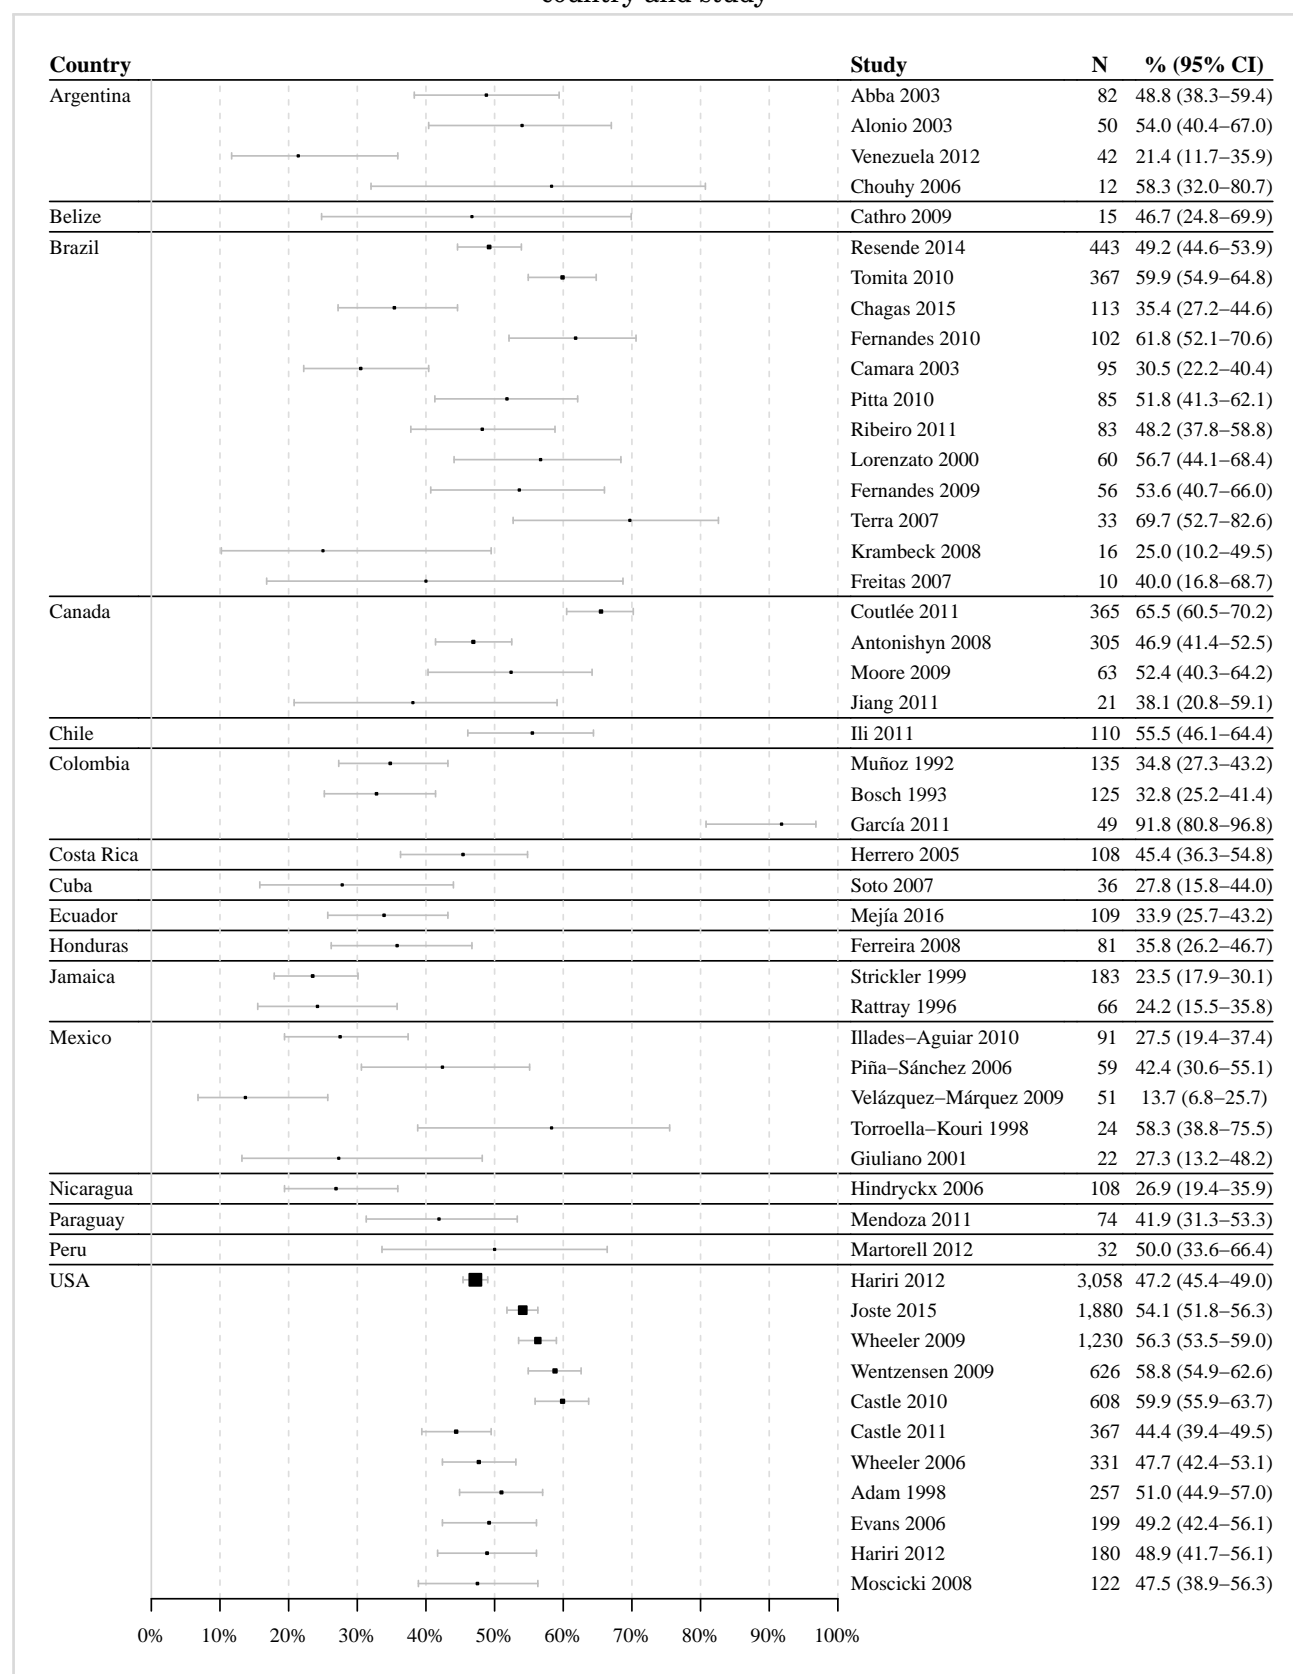 country and study
Country Study N % (95% CI)
Argentina Abba 2003 82 48.8 (38.3−59.4)
Alonio 2003 50 54.0 (40.4−67.0)
Venezuela 2012 42 21.4 (11.7−35.9)
Chouhy 2006 12 58.3 (32.0−80.7)
Belize Cathro 2009 15 46.7 (24.8−69.9)
Brazil Resende 2014 443 49.2 (44.6−53.9)
Tomita 2010 367 59.9 (54.9−64.8)
Chagas 2015 113 35.4 (27.2−44.6)
Fernandes 2010 102 61.8 (52.1−70.6)
Camara 2003 95 30.5 (22.2−40.4)
Pitta 2010 85 51.8 (41.3−62.1)
Ribeiro 2011 83 48.2 (37.8−58.8)
Lorenzato 2000 60 56.7 (44.1−68.4)
Fernandes 2009 56 53.6 (40.7−66.0)
Terra 2007 33 69.7 (52.7−82.6)
Krambeck 2008 16 25.0 (10.2−49.5)
Freitas 2007 10 40.0 (16.8−68.7)
Canada Coutlée 2011 365 65.5 (60.5−70.2)
Antonishyn 2008 305 46.9 (41.4−52.5)
Moore 2009 63 52.4 (40.3−64.2)
Jiang 2011 21 38.1 (20.8−59.1)
Chile Ili 2011 110 55.5 (46.1−64.4)
Colombia Muñoz 1992 135 34.8 (27.3−43.2)
Bosch 1993 125 32.8 (25.2−41.4)
García 2011 49 91.8 (80.8−96.8)
Costa Rica Herrero 2005 108 45.4 (36.3−54.8)
Cuba Soto 2007 36 27.8 (15.8−44.0)
Ecuador Mejía 2016 109 33.9 (25.7−43.2)
Honduras Ferreira 2008 81 35.8 (26.2−46.7)
Jamaica Strickler 1999 183 23.5 (17.9−30.1)
Rattray 1996 66 24.2 (15.5−35.8)
Mexico Illades−Aguiar 2010 91 27.5 (19.4−37.4)
Piña−Sánchez 2006 59 42.4 (30.6−55.1)
Velázquez−Márquez 2009 51 13.7 (6.8−25.7)
Torroella−Kouri 1998 24 58.3 (38.8−75.5)
Giuliano 2001 22 27.3 (13.2−48.2)
Nicaragua Hindryckx 2006 108 26.9 (19.4−35.9)
Paraguay Mendoza 2011 74 41.9 (31.3−53.3)
Peru Martorell 2012 32 50.0 (33.6−66.4)
USA Hariri 2012 3,058 47.2 (45.4−49.0)
Joste 2015 1,880 54.1 (51.8−56.3)
Wheeler 2009 1,230 56.3 (53.5−59.0)
Wentzensen 2009 626 58.8 (54.9−62.6)
Castle 2010 608 59.9 (55.9−63.7)
Castle 2011 367 44.4 (39.4−49.5)
Wheeler 2006 331 47.7 (42.4−53.1)
Adam 1998 257 51.0 (44.9−57.0)
Evans 2006 199 49.2 (42.4−56.1)
Hariri 2012 180 48.9 (41.7−56.1)
Moscicki 2008 122 47.5 (38.9−56.3)
0% 10% 20% 30% 40% 50% 60% 70% 80% 90% 100%